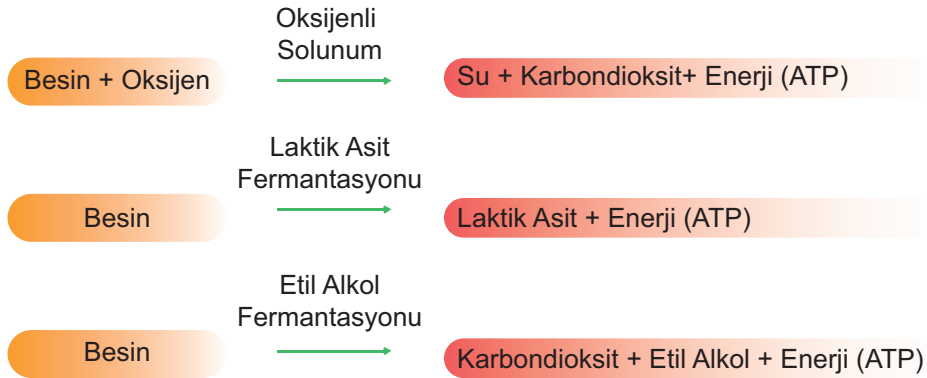 Oksijenli
Solunum
Besin + Oksijen
Su + Karbondioksit+ Enerji (ATP)
Laktik Asit
Fermantasyonu
Besin
Laktik Asit + Enerji (ATP)
Etil Alkol
Fermantasyonu
Besin
Karbondioksit + Etil Alkol + Enerji (ATP)